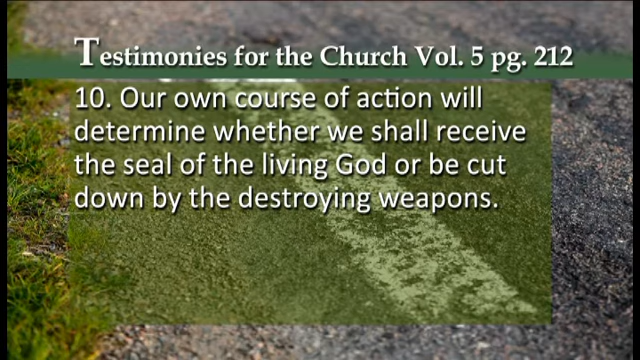 Testimonies for the Church Vol. 5 pg. 212
10. Our own course of action will
determine whether we shall receive
the seal of the living God or be cut
down by the destroying weapons.